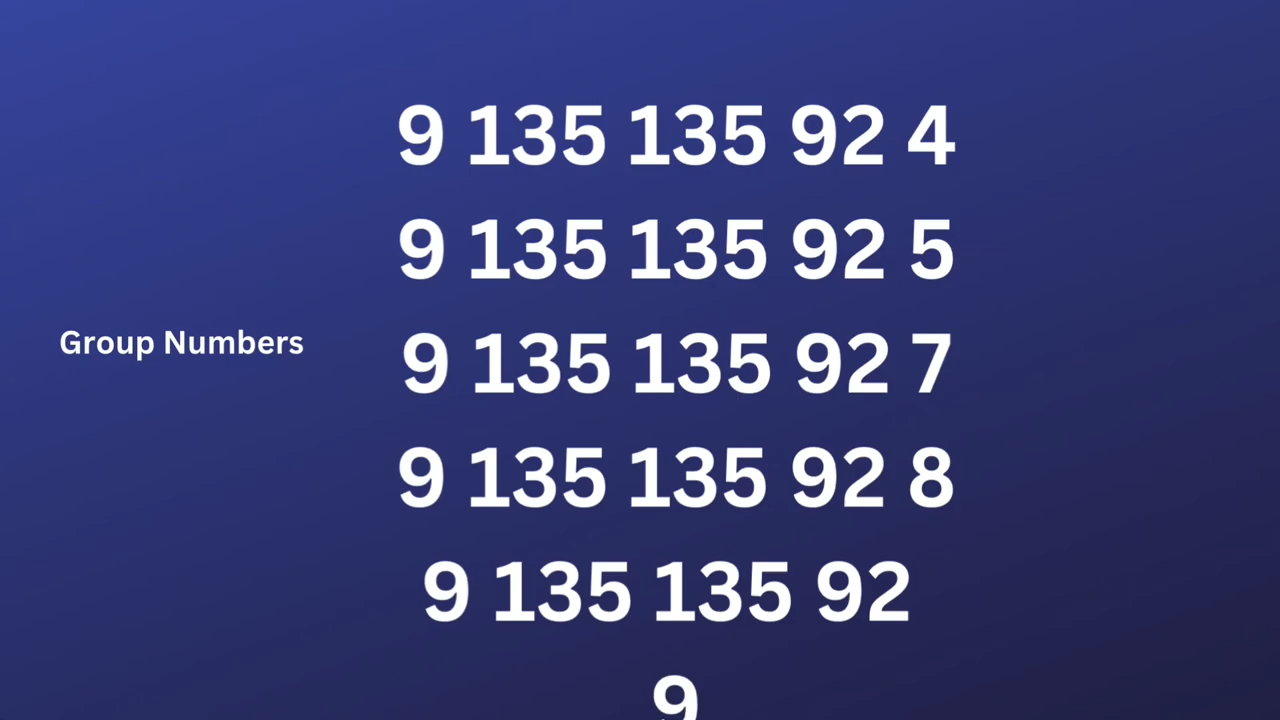 9 135 135 92 4
9 135 135 92 5
Group Numbers
9 135 135 92 7
9 135 135 92 8
9 135 135 92
9